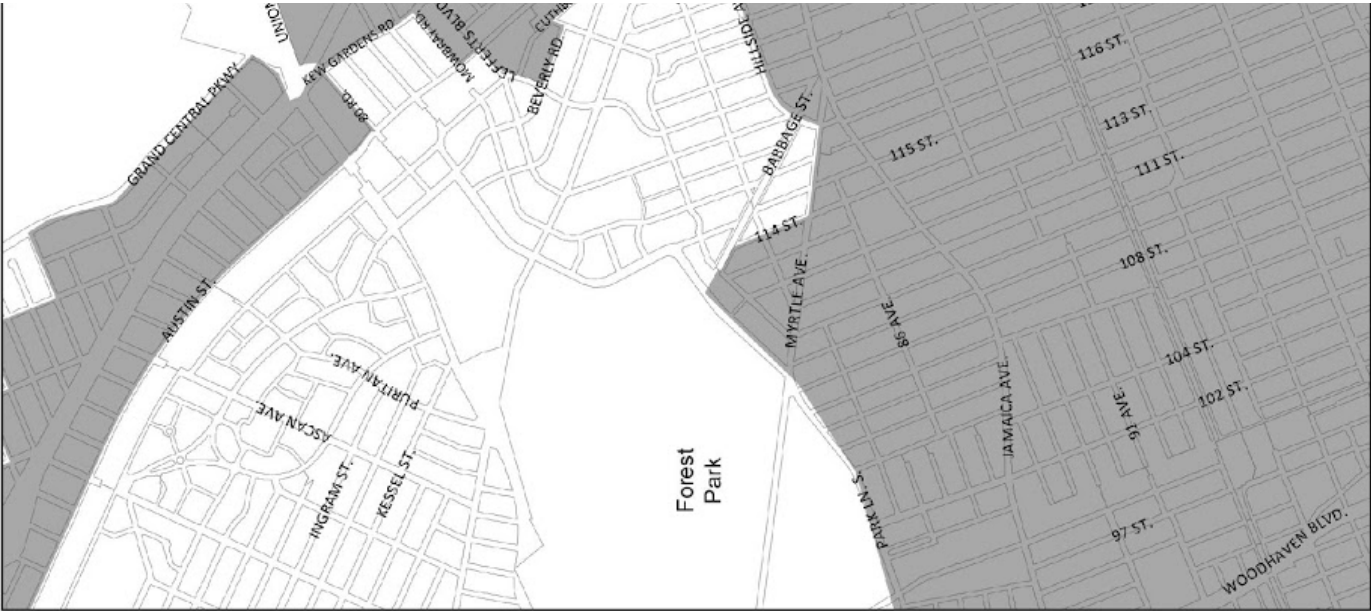 UNION
KEW GARDENS RD
MOWBRAY RD.
LEFFERTS BLVD
CUTHB
BEVERLY RD
HILLSIDE A
116 ST.
GRAND CENTRAL PKWY
80 RD.
BABBAGE ST.
113 ST.
115 ST.
111 ST.
114 ST.
108 ST.
AUSTIN ST.
MYRTLE AVE.
86 AVE.
104 ST.
PURITAN AVE.
JAMAICA AVE.
102 ST.
ASCAN AVE.
91 AVE.
INGRAM ST.
KESSEL ST.
Forest
Park
PARK LN. S.
97 ST.
WOODHAVEN BLVD.